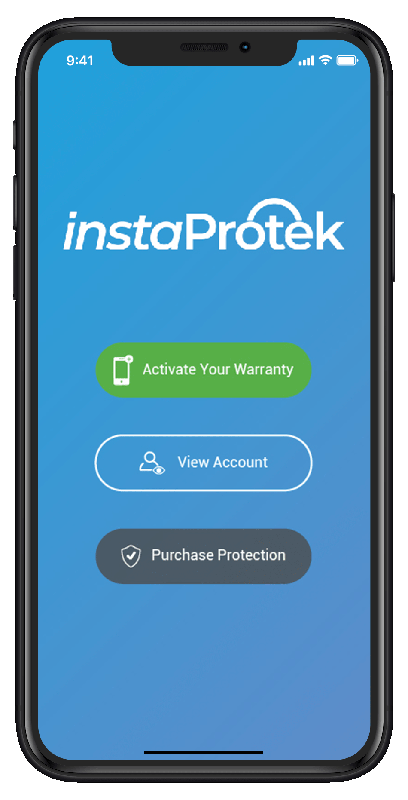 9:41
instaProtek
Activate Your Warranty
View Account
Purchase Protection